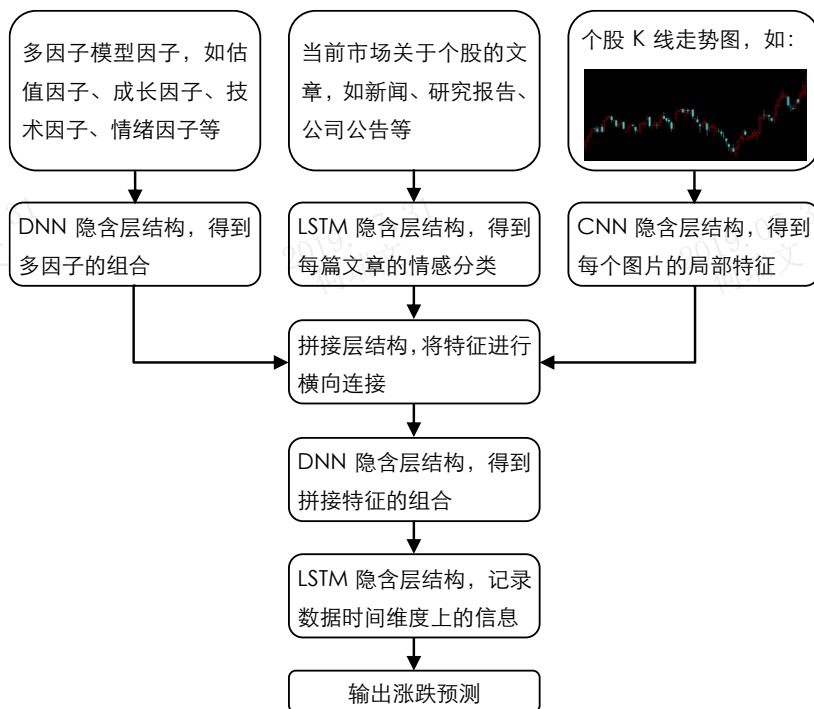 多因子模型因子，如估
值因子、成长因子、技
术因子、情绪因子等
当前市场关于个股的文
章，如新闻、研究报告、
公司公告等
个股 K 线走势图，如：
DNN 隐含层结构，得到
多因子的组合
LSTM 隐含层结构，得到
每篇文章的情感分类
CNN 隐含层结构，得到
每个图片的局部特征
拼接层结构，将特征进行
横向连接
DNN 隐含层结构，得到
拼接特征的组合
LSTM 隐含层结构，记录
数据时间维度上的信息
输出涨跌预测